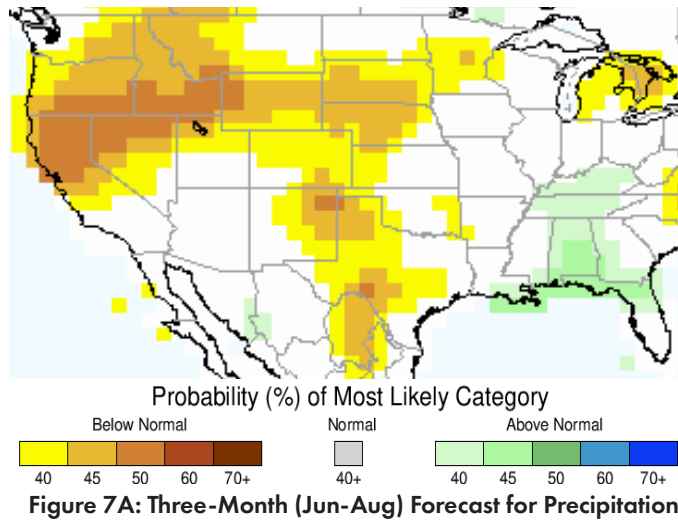 Probability (%) of Most Likely Category
Below Normal Normal Above Normal
40 45 50 60 70+ 40+ 40 45 50 60 70+
Figure 7A: Three-Month (Jun-Aug) Forecast for Precipitation